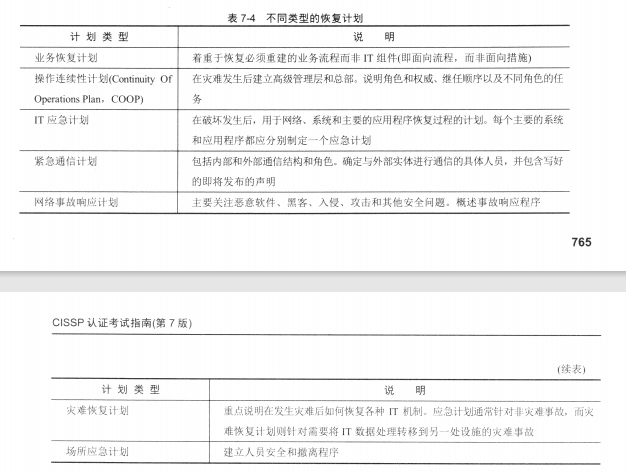 表 7-4 不同类型的恢复计划
计 划 类 型 说 明
业务恢复计划 着重于恢复必须重建的业务流程而非 IT 组件(即面向流程，而非面向措施)
操作连续性计划(Continuity Of 在灾难发生后建立高级管理层和总部。说明角色和权威、继任顺序以及不同角色的任
Operations Plan，COOP) 务
IT 应急计划 在破坏发生后，用于网络、系统和主要的应用程序恢复过程的计划。每个主要的系统
和应用程序都应分别制定一个应急计划
紧急通信计划 包括内部和外部通信结构和角色。确定与外部实体进行通信的具体人员，并包含写好
的即将发布的声明
网络事故响应计划 主要关注恶意软件、黑客、入侵、攻击和其他安全问题。概述事故响应程序
765
CISSP 认证考试指南(第 7 版)
(续表)
计 划 类 型 说 明
灾难恢复计划 重点说明在发生灾难后如何恢复各种 IT 机制。应急计划通常针对非灾难事故，而灾
难恢复计划则针对需要将 IT 数据处理转移到另一处设施的灾难事故
场所应急计划 建立人员安全和撤离程序